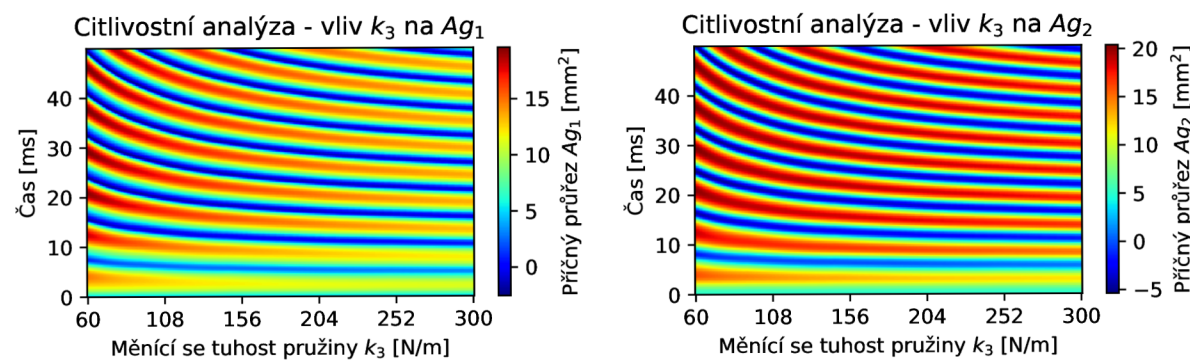 Citlivostní analýza - vliv k₃ na Ag₁
Čas [ms]
40
30
20
10
0
60 108 156 204 252 300
Měnící se tuhost pružiny k₃ [N/m]
15
10
5
0
Příčný průřez Ag₁ [mm²]
Citlivostní analýza - vliv k₃ na Ag₂
Čas [ms]
40
30
20
10
0
60 108 156 204 252 300
Měnící se tuhost pružiny k₃ [N/m]
20
15
10
5
0
−5
Příčný průřez Ag₂ [mm²]